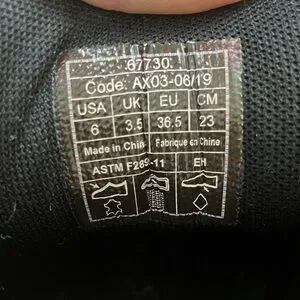 67730
Code: AX03-06/19
USA UK EU CM
6 3.5 36.5 23
Made in China Fabriqué en Chine
ASTM F2892-11 EH